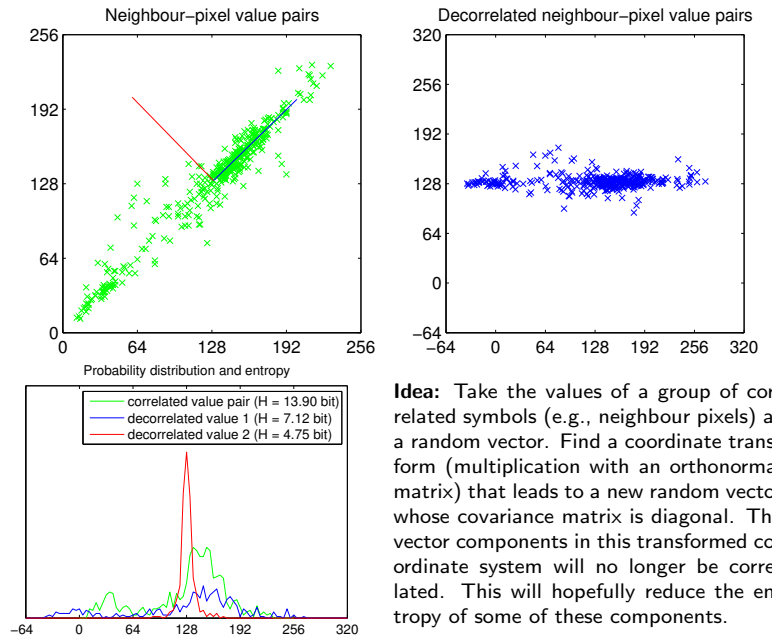 Neighbour−pixel value pairs
256
192
128
64
0
0 64 128 192 256
Decorrelated neighbour−pixel value pairs
320
256
192
128
64
0
−64
−64 0 64 128 192 256 320
Probability distribution and entropy
correlated value pair (H = 13.90 bit)
decorrelated value 1 (H = 7.12 bit)
decorrelated value 2 (H = 4.75 bit)
−64 0 64 128 192 256 320
Idea: Take the values of a group of cor
related symbols (e.g., neighbour pixels) a
a random vector. Find a coordinate trans
form (multiplication with an orthonorma
matrix) that leads to a new random vecto
whose covariance matrix is diagonal. Th
vector components in this transformed co
ordinate system will no longer be corre
lated. This will hopefully reduce the en
tropy of some of these components.